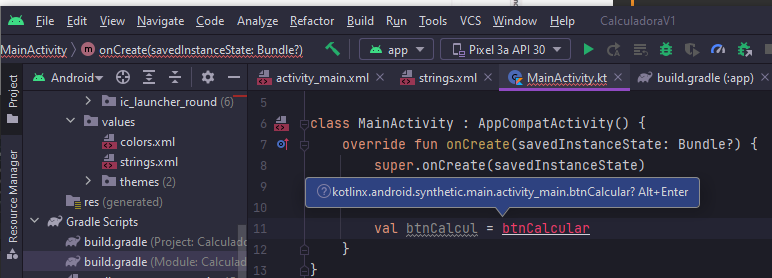 File Edit View Navigate Code Analyze Refactor Build Run Tools VCS Window Help CalculadoraV1
MainActivity onCreate(savedInstanceState: Bundle?) app Pixel 3a API 30
Project
Resource Manager
Android
activity_main.xml strings.xml MainActivity.kt build.gradle (:app)
ic_launcher_round (6)
values
colors.xml
strings.xml
themes (2)
res (generated)
Gradle Scripts
build.gradle (Project: Calculad
build.gradle (Module: Calculad
5
6 class MainActivity : AppCompatActivity() {
7 override fun onCreate(savedInstanceState: Bundle?) {
8 super.onCreate(savedInstanceState)
kotlinx.android.synthetic.main.activity_main.btnCalcular? Alt+Enter
11 val btnCalcul = btnCalcular
12 }
13 }